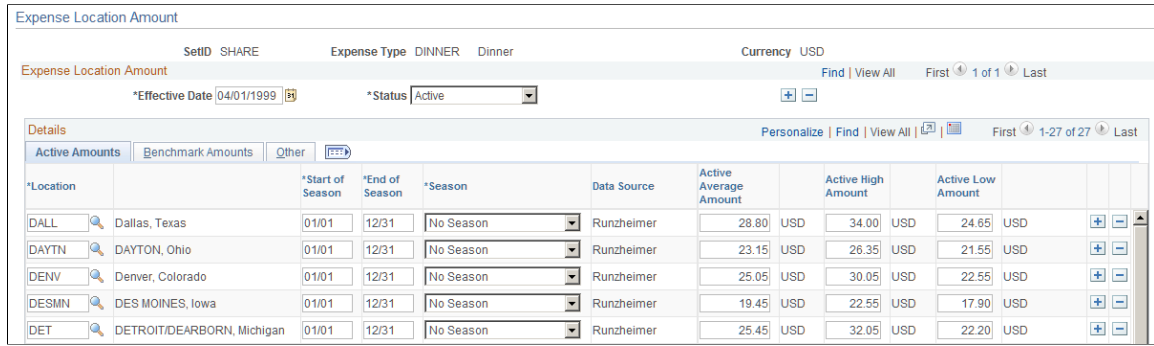 Expense Location Amount
SetID SHARE Expense Type DINNER Dinner Currency USD
Expense Location Amount Find | View All First 1 of 1 Last
*Effective Date 04/01/1999 31 *Status Active + −
Details Personalize | Find | View All | | First 1-27 of 27 Last
Active Amounts Benchmark Amounts Other
*Location *Start of Season *End of Season *Season Data Source Active Average Amount Active High Amount Active Low Amount
DALL Dallas, Texas 01/01 12/31 No Season Runzheimer 28.80 USD 34.00 USD 24.65 USD + −
DAYTN DAYTON, Ohio 01/01 12/31 No Season Runzheimer 23.15 USD 26.35 USD 21.55 USD + −
DENV Denver, Colorado 01/01 12/31 No Season Runzheimer 25.05 USD 30.05 USD 22.55 USD + −
DESMN DES MOINES, Iowa 01/01 12/31 No Season Runzheimer 19.45 USD 22.55 USD 17.90 USD + −
DET DETROIT/DEARBORN, Michigan 01/01 12/31 No Season Runzheimer 25.45 USD 32.05 USD 22.20 USD + −